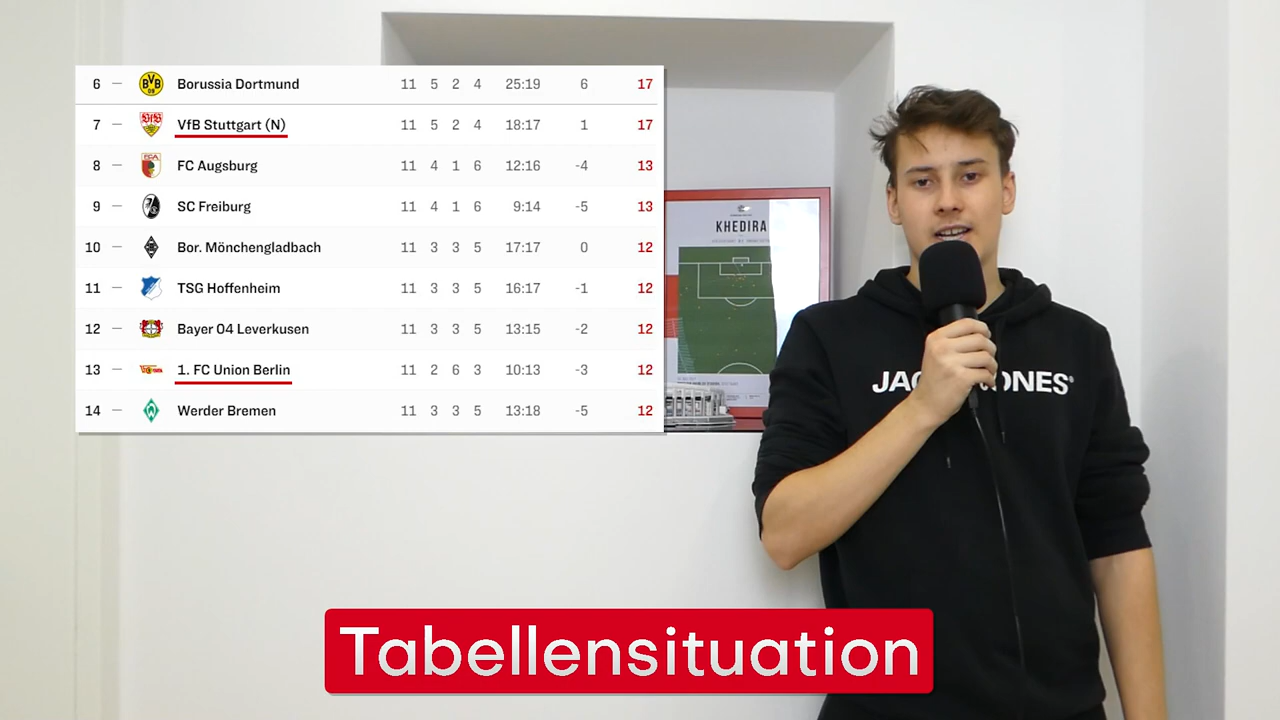 6 — Borussia Dortmund 11 5 2 4 25:19 6 17
7 — VfB Stuttgart (N) 11 5 2 4 18:17 1 17
8 — FC Augsburg 11 4 1 6 12:16 -4 13
9 — SC Freiburg 11 4 1 6 9:14 -5 13
10 — Bor. Mönchengladbach 11 3 3 5 17:17 0 12
11 — TSG Hoffenheim 11 3 3 5 16:17 -1 12
12 — Bayer 04 Leverkusen 11 3 3 5 13:15 -2 12
13 — 1. FC Union Berlin 11 2 6 3 10:13 -3 12
14 — Werder Bremen 11 3 3 5 13:18 -5 12
KHEDIRA
Tabellensituation